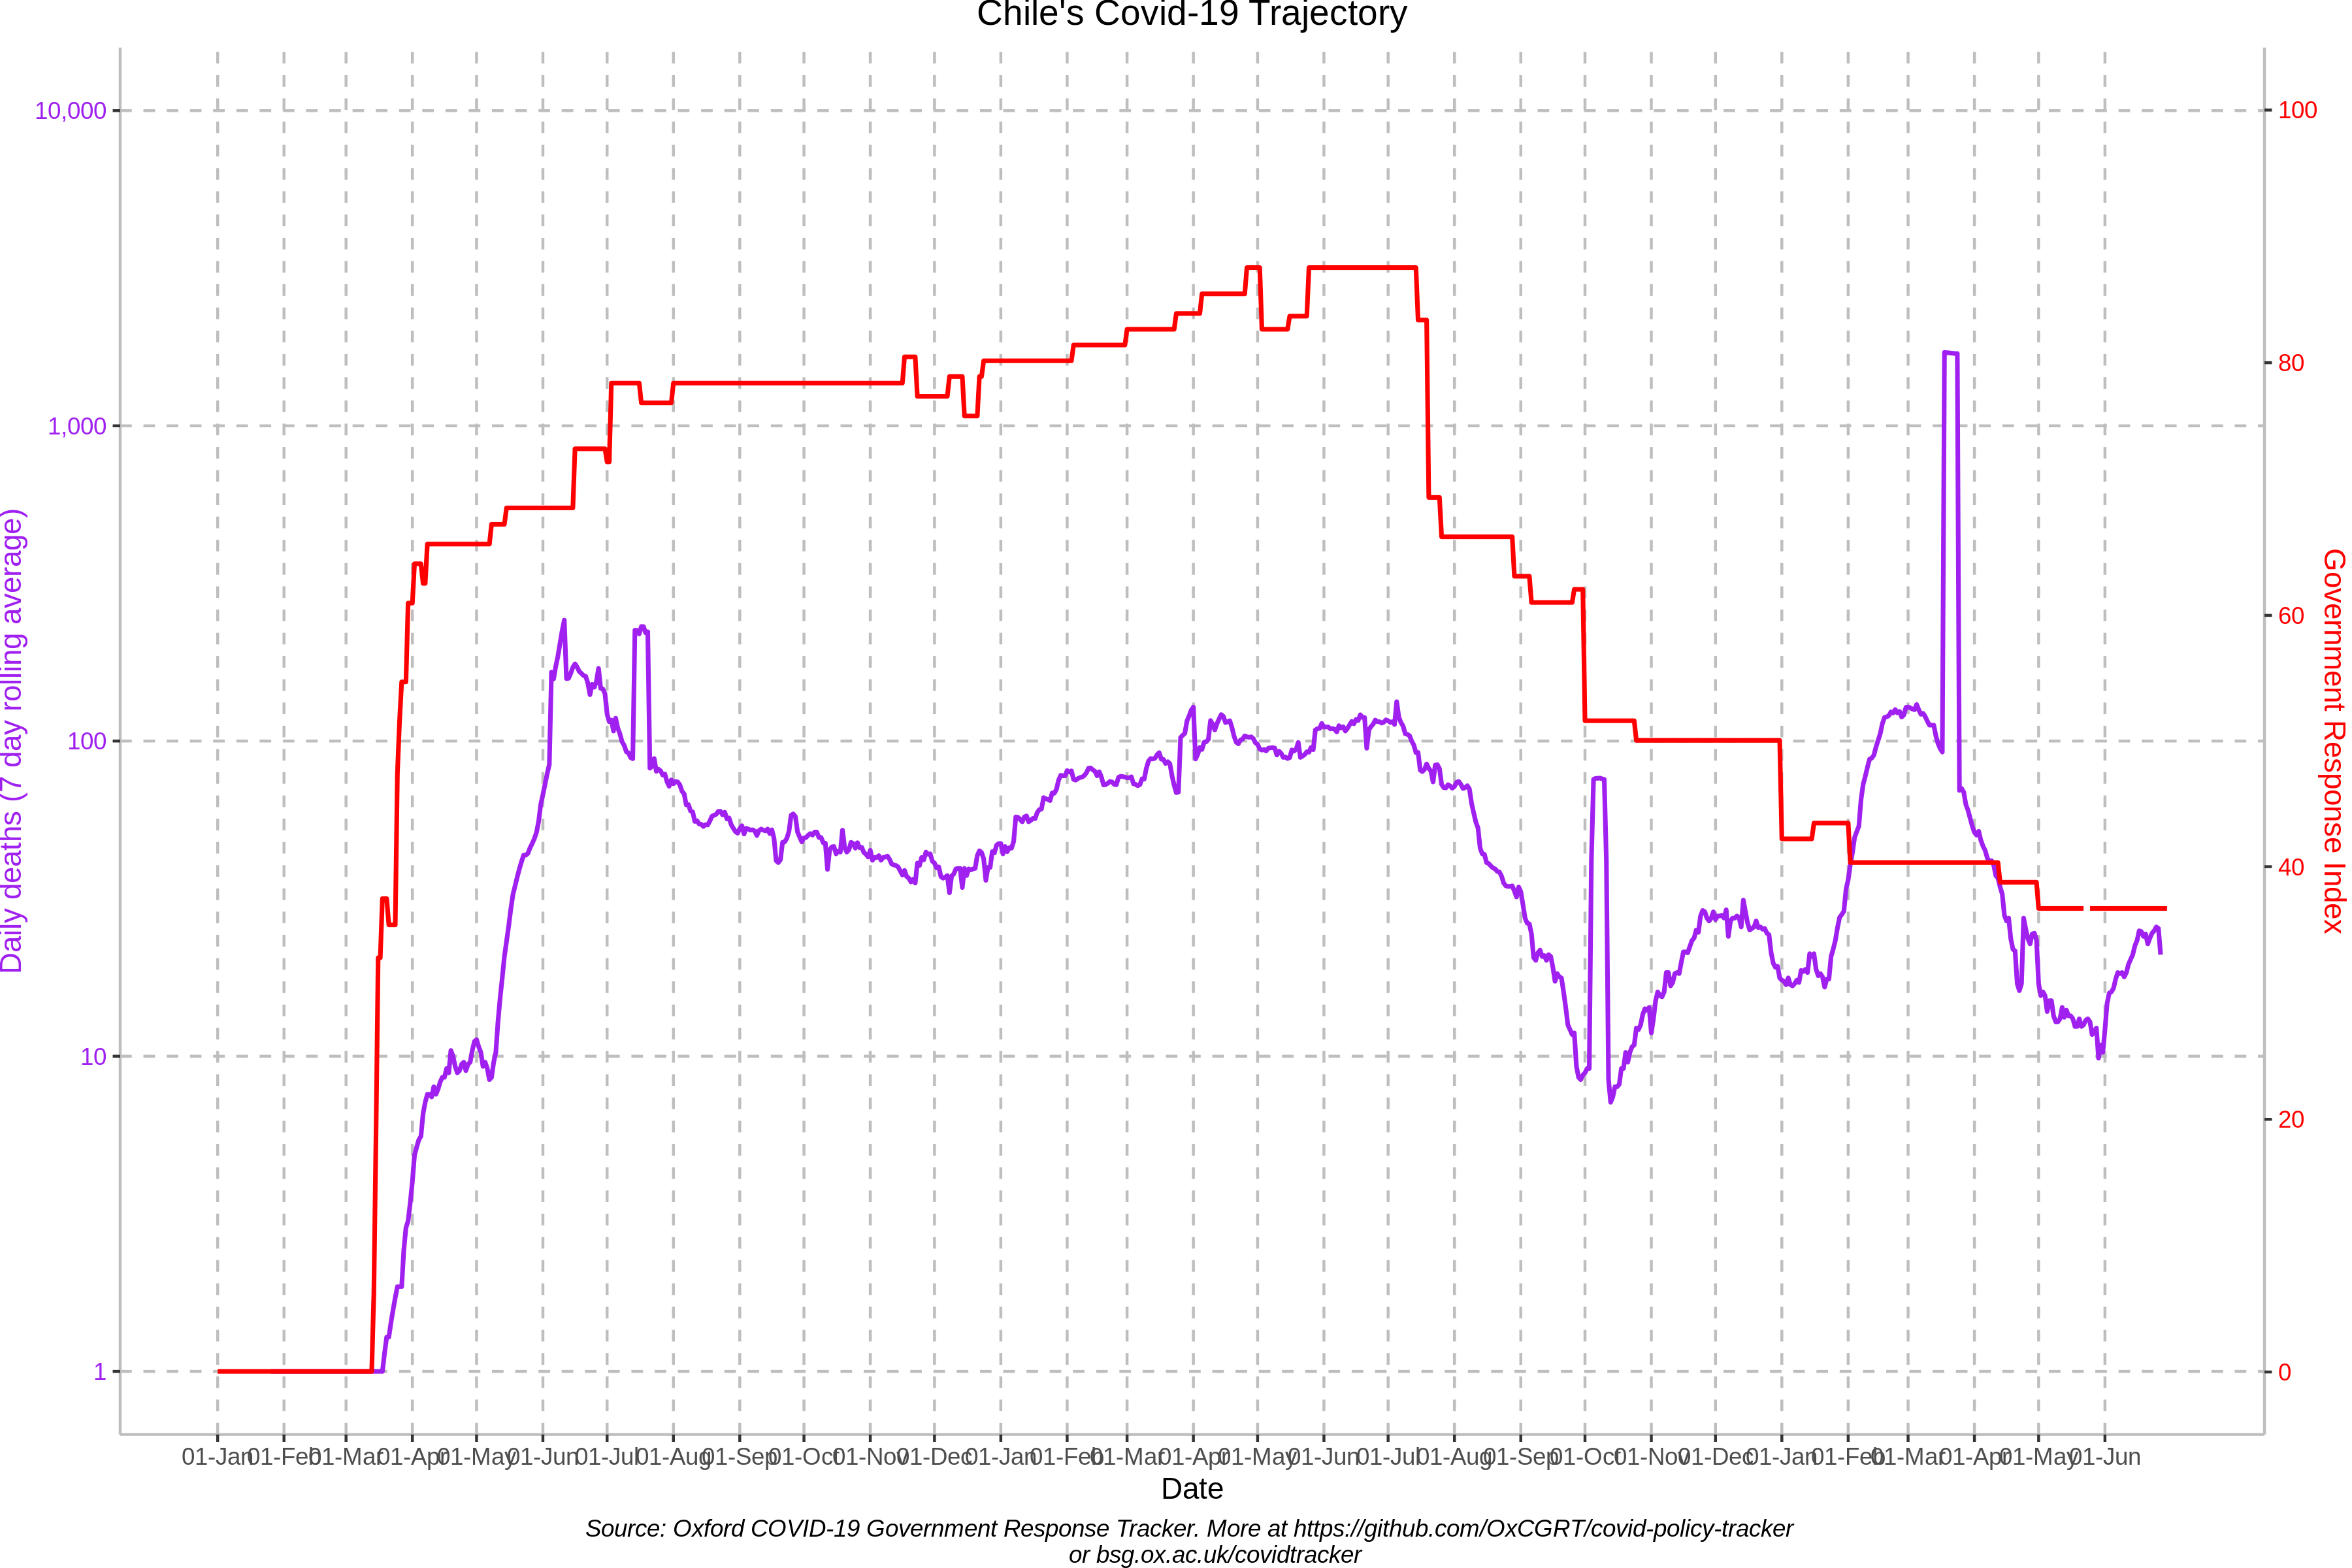 Chile's Covid-19 Trajectory
10,000
1,000
100
10
1
Daily deaths (7 day rolling average)
100
80
60
40
20
0
Government Response Index
01-Jan 01-Feb 01-Mar 01-Apr 01-May 01-Jun 01-Jul 01-Aug 01-Sep 01-Oct 01-Nov 01-Dec 01-Jan 01-Feb 01-Mar 01-Apr 01-May 01-Jun 01-Jul 01-Aug 01-Sep 01-Oct 01-Nov 01-Dec 01-Jan 01-Feb 01-Mar 01-Apr 01-May 01-Jun
Date
Source: Oxford COVID-19 Government Response Tracker. More at https://github.com/OxCGRT/covid-policy-tracker
or bsg.ox.ac.uk/covidtracker